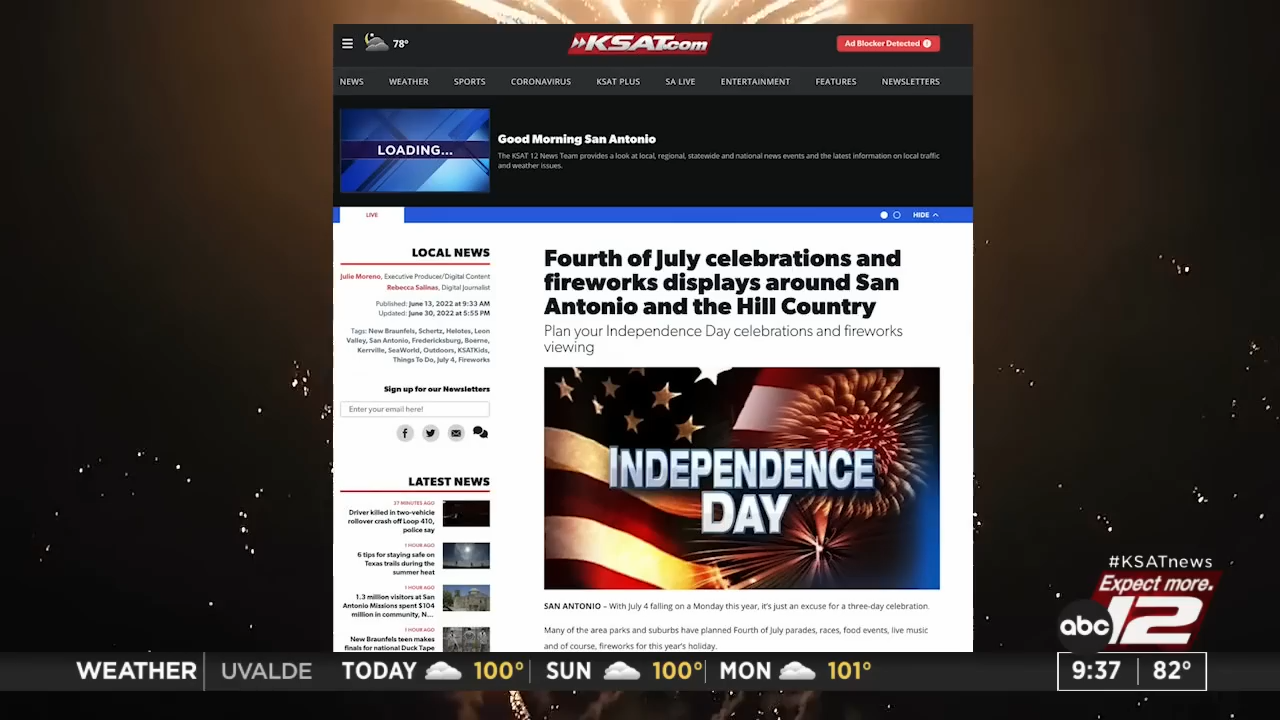 78°
KSAT.com
Ad Blocker Detected
NEWS WEATHER SPORTS CORONAVIRUS KSAT PLUS SA LIVE ENTERTAINMENT FEATURES NEWSLETTERS
LOADING...
Good Morning San Antonio
The KSAT 12 News Team provides a look at local, regional, statewide and national news events and the latest information on local traffic
and weather issues.
LIVE
HIDE
LOCAL NEWS
Julie Moreno, Executive Producer/Digital Content
Rebecca Salinas, Digital Journalist
Published: June 13, 2022 at 9:33 AM
Updated: June 30, 2022 at 5:55 PM
Tags: New Braunfels, Schertz, Helotes, Leon
Valley, San Antonio, Fredericksburg, Boerne,
Kerrville, SeaWorld, Outdoors, KSATKids,
Things To Do, July 4, Fireworks
Sign up for our Newsletters
Enter your email here!
LATEST NEWS
27 MINUTES AGO
Driver killed in two-vehicle
rollover crash off Loop 410,
police say
1 HOUR AGO
6 tips for staying safe on
Texas trails during the
summer heat
1 HOUR AGO
1.3 million visitors at San
Antonio Missions spent $104
million in community, N...
1 HOUR AGO
New Braunfels teen makes
finals for national Duck Tape
Fourth of July celebrations and
fireworks displays around San
Antonio and the Hill Country
Plan your Independence Day celebrations and fireworks
viewing
INDEPENDENCE
DAY
SAN ANTONIO – With July 4 falling on a Monday this year, it's just an excuse for a three-day celebration.
Many of the area parks and suburbs have planned Fourth of July parades, races, food events, live music
and of course, fireworks for this year's holiday.
#KSATnews
Expect more.
abc 12
WEATHER UVALDE TODAY 100° SUN 100° MON 101° 9:37 82°